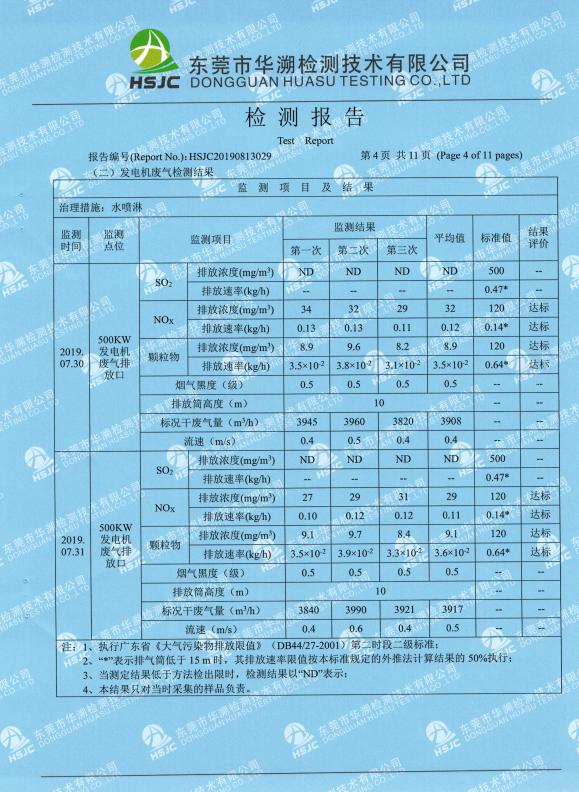 HSJC
东莞市华溯检测技术有限公司
DONGGUAN HUASU TESTING CO.,LTD
检测报告
Test Report
报告编号(Report No.): HSJC20190813029 第4页 共11页 (Page 4 of 11 pages)
（二）发电机废气检测结果
监测项目及结果
治理措施：水喷淋
监测时间 监测点位 监测项目 监测结果 平均值 标准值 结果评价
第一次 第二次 第三次
2019.07.30 500KW发电机废气排放口
SO₂ 排放浓度(mg/m³) ND ND ND ND 500 --
排放速率(kg/h) -- -- -- -- 0.47* --
NOx 排放浓度(mg/m³) 34 32 29 32 120 达标
排放速率(kg/h) 0.13 0.13 0.11 0.12 0.14* 达标
颗粒物 排放浓度(mg/m³) 8.9 9.6 8.2 8.9 120 达标
排放速率(kg/h) 3.5×10⁻² 3.8×10⁻² 3.1×10⁻² 3.5×10⁻² 0.64* 达标
烟气黑度（级） 0.5 0.5 0.5 0.5 -- --
排放筒高度（m） 10 -- --
标况干废气量（m³/h） 3945 3960 3820 3908 -- --
流速（m/s） 0.4 0.5 0.4 0.4 -- --
2019.07.31 500KW发电机废气排放口
SO₂ 排放浓度(mg/m³) ND ND ND ND 500 --
排放速率(kg/h) -- -- -- -- 0.47* --
NOx 排放浓度(mg/m³) 27 29 31 29 120 达标
排放速率(kg/h) 0.10 0.12 0.12 0.11 0.14* 达标
颗粒物 排放浓度(mg/m³) 9.1 9.7 8.4 9.1 120 达标
排放速率(kg/h) 3.5×10⁻² 3.9×10⁻² 3.3×10⁻² 3.6×10⁻² 0.64* 达标
烟气黑度（级） 0.5 0.5 0.5 0.5 -- --
排放筒高度（m） 10 -- --
标况干废气量（m³/h） 3840 3990 3921 3917 -- --
流速（m/s） 0.4 0.6 0.4 0.5 -- --
注：1、执行广东省《大气污染物排放限值》（DB44/27-2001）第二时段二级标准；
2、“*”表示排气筒低于 15 m 时，其排放速率限值按本标准规定的外推法计算结果的 50%执行；
3、当测定结果低于方法检出限时，检测结果以“ND”表示；
4、本结果只对当时采集的样品负责。